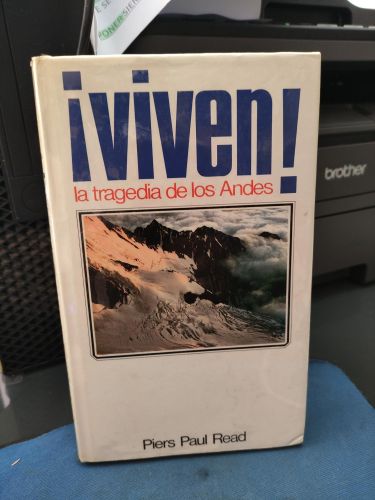 ¡viven!
la tragedia de los Andes
Piers Paul Read
brother